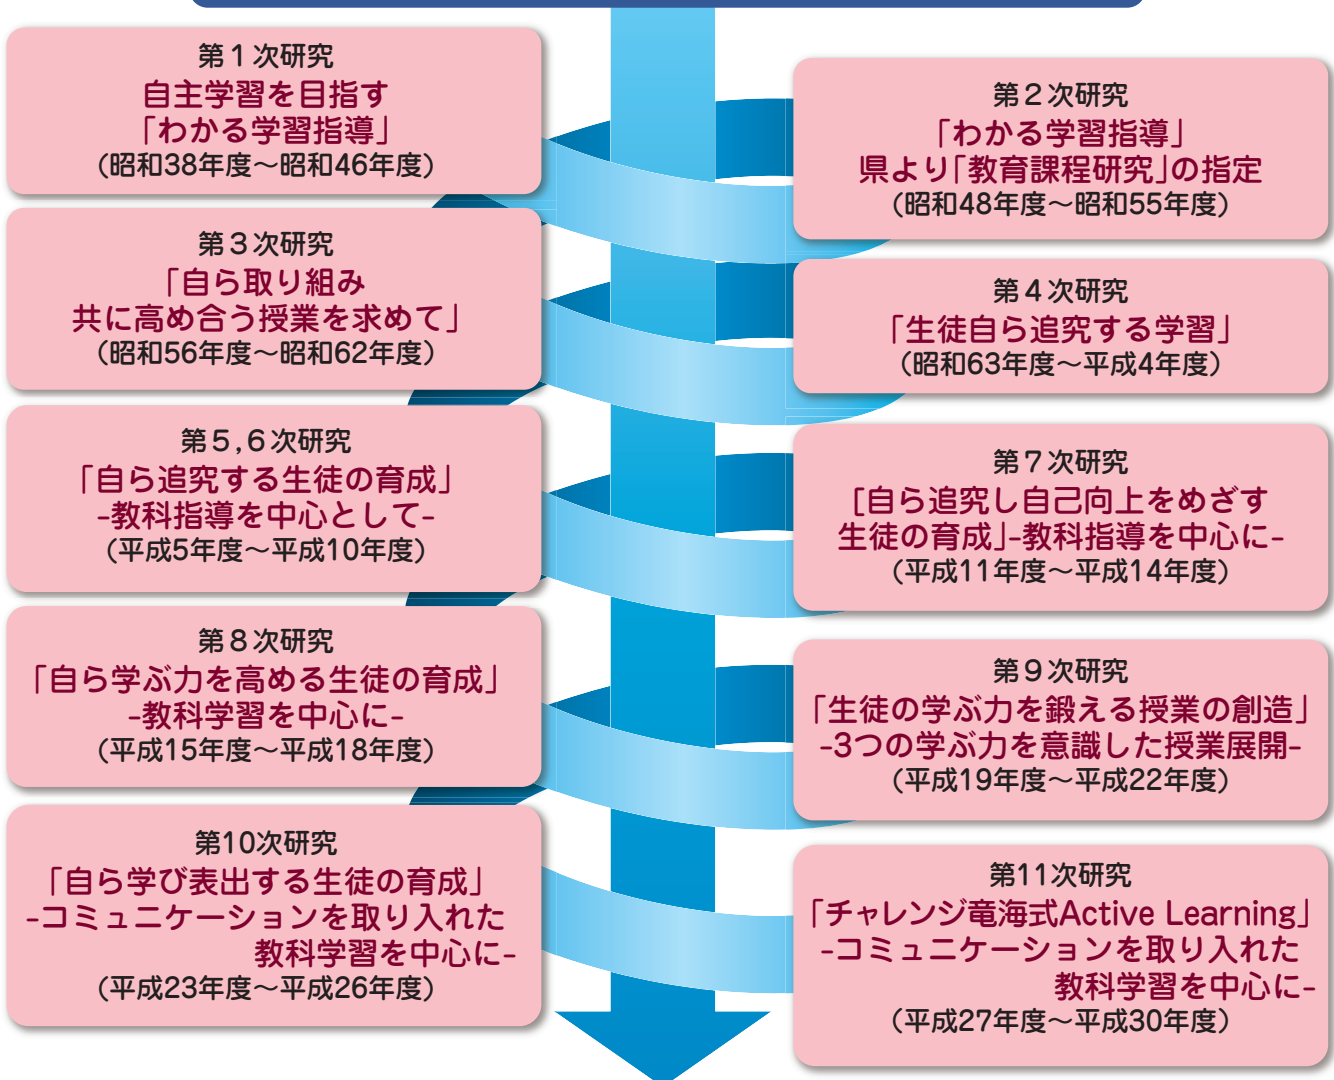 第1次研究
自主学習を目指す
「わかる学習指導」
(昭和38年度～昭和46年度)
第2次研究
「わかる学習指導」
県より「教育課程研究」の指定
(昭和48年度～昭和55年度)
第3次研究
「自ら取り組み
共に高め合う授業を求めて」
(昭和56年度～昭和62年度)
第4次研究
「生徒自ら追究する学習」
(昭和63年度～平成4年度)
第5,6次研究
「自ら追究する生徒の育成」
-教科指導を中心として-
(平成5年度～平成10年度)
第7次研究
[自ら追究し自己向上をめざす
生徒の育成」-教科指導を中心に-
(平成11年度～平成14年度)
第8次研究
「自ら学ぶ力を高める生徒の育成」
-教科学習を中心に-
(平成15年度～平成18年度)
第9次研究
「生徒の学ぶ力を鍛える授業の創造」
-3つの学ぶ力を意識した授業展開-
(平成19年度～平成22年度)
第10次研究
「自ら学び表出する生徒の育成」
-コミュニケーションを取り入れた
教科学習を中心に-
(平成23年度～平成26年度)
第11次研究
「チャレンジ竜海式Active Learning」
-コミュニケーションを取り入れた
教科学習を中心に-
(平成27年度～平成30年度)